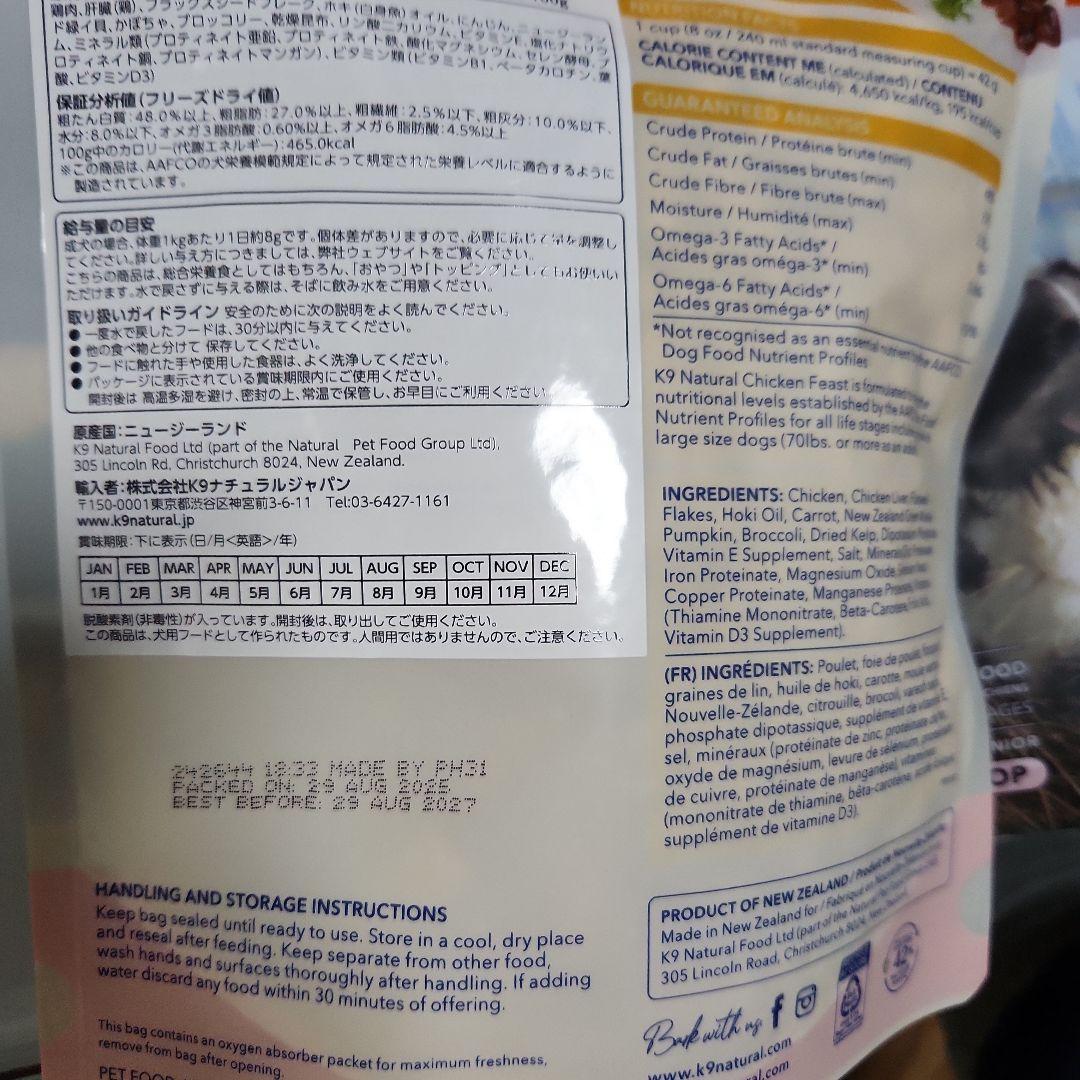 鶏肉、肝臓(鶏)、フラックスシードフレーク、ホキ(白身魚)オイル、にんじん、ニュージーラン
ド緑イ貝、かぼちゃ、ブロッコリー、乾燥昆布、リン酸二カリウム、ビタミンE、塩化ナトリウ
ム、ミネラル類(プロティネイト亜鉛、プロティネイト鉄、酸化マグネシウム、セレン酵母、プ
ロティネイト銅、プロティネイトマンガン)、ビタミン類(ビタミンB1、ベータカロチン、葉
酸、ビタミンD3)
保証分析値(フリーズドライ値)
粗たん白質:48.0%以上、粗脂肪:27.0%以上、粗繊維:2.5%以下、粗灰分:10.0%以下、
水分:8.0%以下、オメガ3脂肪酸:0.60%以上、オメガ6脂肪酸:4.5%以上
100g中のカロリー(代謝エネルギー):465.0kcal
※この商品は、AAFCOの犬栄養模範規定によって規定された栄養レベルに適合するように
製造されています。
給与量の目安
成犬の場合、体重1kgあたり1日約8gです。個体差がありますので、必要に応じて量を調整し
てください。詳しい与え方につきましては、弊社ウェブサイトをご覧ください。
こちらの商品は、総合栄養食としてはもちろん、「おやつ」や「トッピング」としてもお使いい
ただけます。水で戻さずに与える際は、そばに飲み水をご用意ください。
取り扱いガイドライン 安全のために次の説明をよく読んでください。
● 一度水で戻したフードは、30分以内に与えてください。
● 他の食べ物と分けて 保存してください。
● フードに触れた手や使用した食器は、よく洗浄してください。
● パッケージに表示されている賞味期限内にご使用ください。
開封後は 高温多湿を避け、密封の上、常温で保管し、お早目にご利用ください。
原産国:ニュージーランド
K9 Natural Food Ltd (part of the Natural Pet Food Group Ltd),
305 Lincoln Rd, Christchurch 8024, New Zealand.
輸入者:株式会社K9ナチュラルジャパン
〒150-0001東京都渋谷区神宮前3-6-11 Tel:03-6427-1161
www.k9natural.jp
賞味期限:下に表示(日/月<英語>/年)
JAN FEB MAR APR MAY JUN JUL AUG SEP OCT NOV DEC
1月 2月 3月 4月 5月 6月 7月 8月 9月 10月 11月 12月
脱酸素剤(非毒性)が入っています。開封後は、取り出してご使用ください。
この商品は、犬用フードとして作られたものです。人間用ではありませんので、ご注意ください。
242644 18:33 MADE BY PH31
PACKED ON: 29 AUG 2025
BEST BEFORE: 29 AUG 2027
HANDLING AND STORAGE INSTRUCTIONS
Keep bag sealed until ready to use. Store in a cool, dry place
and reseal after feeding. Keep separate from other food,
wash hands and surfaces thoroughly after handling. If adding
water discard any food within 30 minutes of offering.
This bag contains an oxygen absorber packet for maximum freshness,
remove from bag after opening.
PET FOOD
NUTRITION FACTS
1 cup (8 oz / 240 ml standard measuring cup) = 42g
CALORIE CONTENT ME (calculated) / CONTENU
CALORIQUE EM (calculé): 4,650 kcal/kg, 195
GUARANTEED ANALYSIS
Crude Protein / Protéine brute (min)
Crude Fat / Graisses brutes (min)
Crude Fibre / Fibre brute (max)
Moisture / Humidité (max)
Omega-3 Fatty Acids* /
Acides gras oméga-3* (min)
Omega-6 Fatty Acids* /
Acides gras oméga-6* (min)
*Not recognised as an essential nutrient by the AAFCO
Dog Food Nutrient Profiles
K9 Natural Chicken Feast is formulated
nutritional levels established by the
Nutrient Profiles for all life stages
large size dogs (70lbs. or more as an
INGREDIENTS: Chicken, Chicken Liver,
Flakes, Hoki Oil, Carrot, New Zealand
Pumpkin, Broccoli, Dried Kelp,
Vitamin E Supplement, Salt, Minerals
Iron Proteinate, Magnesium Oxide,
Copper Proteinate, Manganese
(Thiamine Mononitrate, Beta-Carotene,
Vitamin D3 Supplement).
(FR) INGRÉDIENTS: Poulet, foie de poulet,
graines de lin, huile de hoki, carotte,
Nouvelle-Zélande, citrouille, brocoli,
phosphate dipotassique, supplément de vitamine E,
sel, minéraux (protéinate de zinc, protéinate
oxyde de magnésium, levure de sélénium,
de cuivre, protéinate de manganèse),
(mononitrate de thiamine, bêta-carotène,
supplément de vitamine D3).
PRODUCT OF NEW ZEALAND /
Made in New Zealand for /
K9 Natural Food Ltd (part of the Natural
305 Lincoln Road, Christchurch 8024,
Bark with us
www.k9natural.com